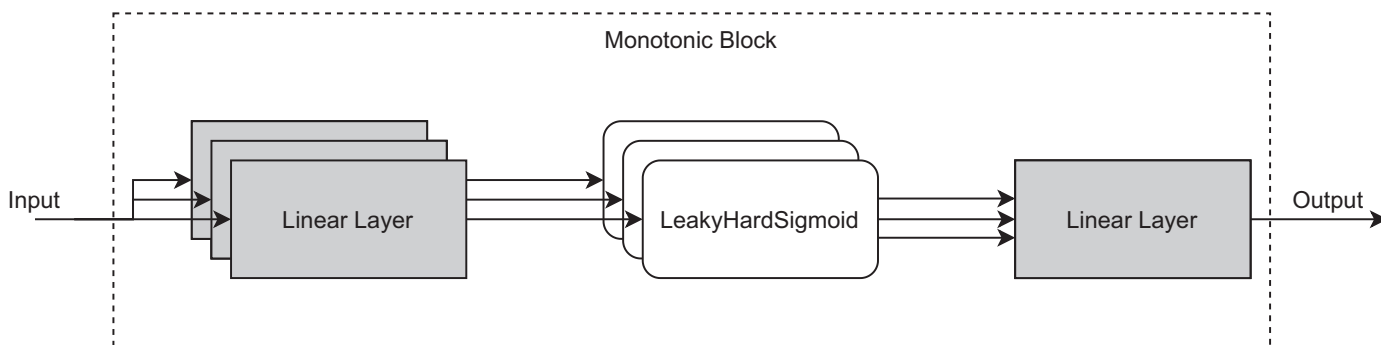 Monotonic Block
Input
Linear Layer
LeakyHardSigmoid
Linear Layer
Output